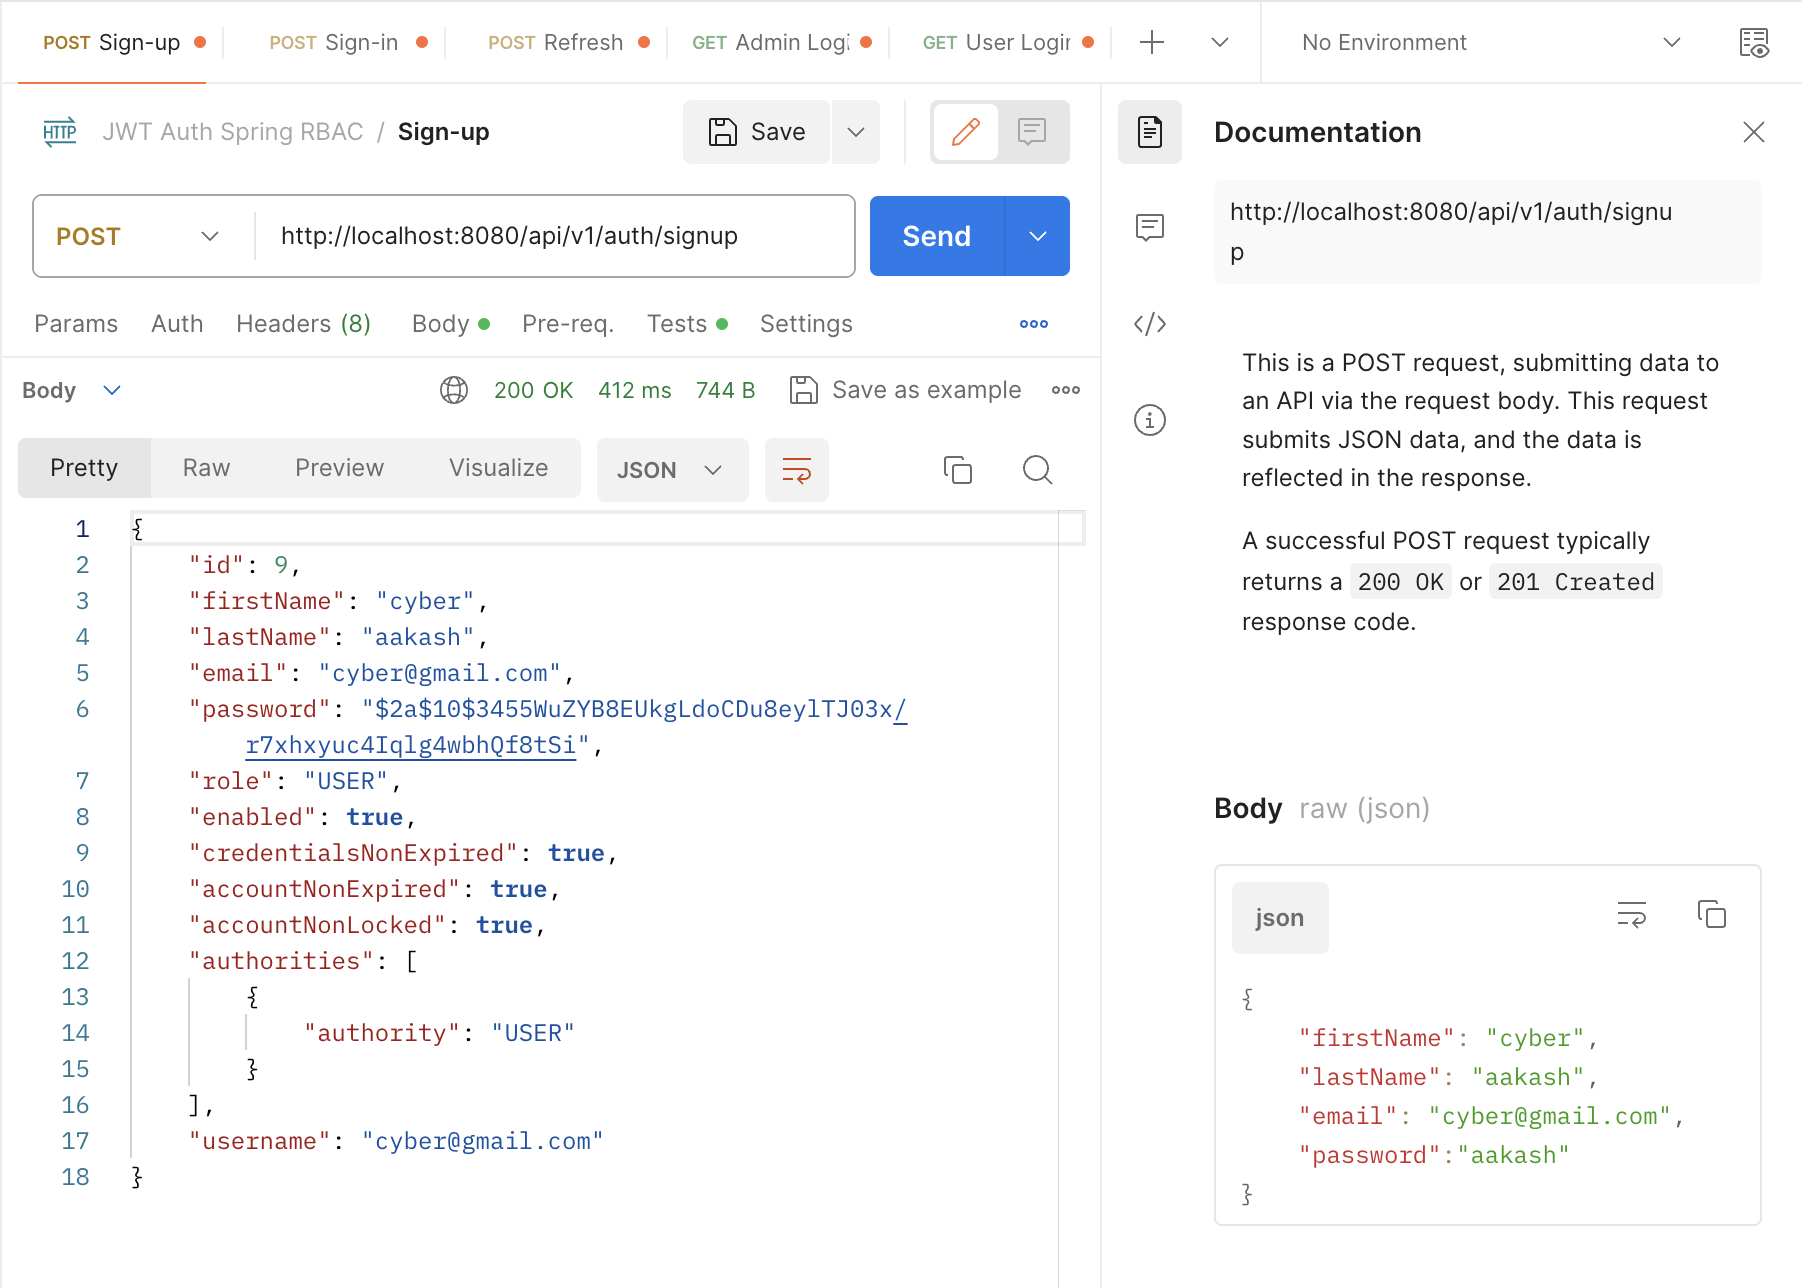 POST Sign-up
POST Sign-in
POST Refresh
GET Admin Logi
GET User Login
No Environment
HTTP JWT Auth Spring RBAC / Sign-up
Save
POST http://localhost:8080/api/v1/auth/signup
Send
Params Auth Headers (8) Body Pre-req. Tests Settings
Body 200 OK 412 ms 744 B Save as example
Pretty Raw Preview Visualize JSON
1 {
2 "id": 9,
3 "firstName": "cyber",
4 "lastName": "aakash",
5 "email": "cyber@gmail.com",
6 "password": "$2a$10$3455WuZYB8EUkgLdoCDu8eylTJ03x/
r7xhxyuc4Iqlg4wbhQf8tSi",
7 "role": "USER",
8 "enabled": true,
9 "credentialsNonExpired": true,
10 "accountNonExpired": true,
11 "accountNonLocked": true,
12 "authorities": [
13 {
14 "authority": "USER"
15 }
16 ],
17 "username": "cyber@gmail.com"
18 }
Documentation
http://localhost:8080/api/v1/auth/signu
p
This is a POST request, submitting data to
an API via the request body. This request
submits JSON data, and the data is
reflected in the response.
A successful POST request typically
returns a 200 OK or 201 Created
response code.
Body raw (json)
json
{
"firstName": "cyber",
"lastName": "aakash",
"email": "cyber@gmail.com",
"password":"aakash"
}